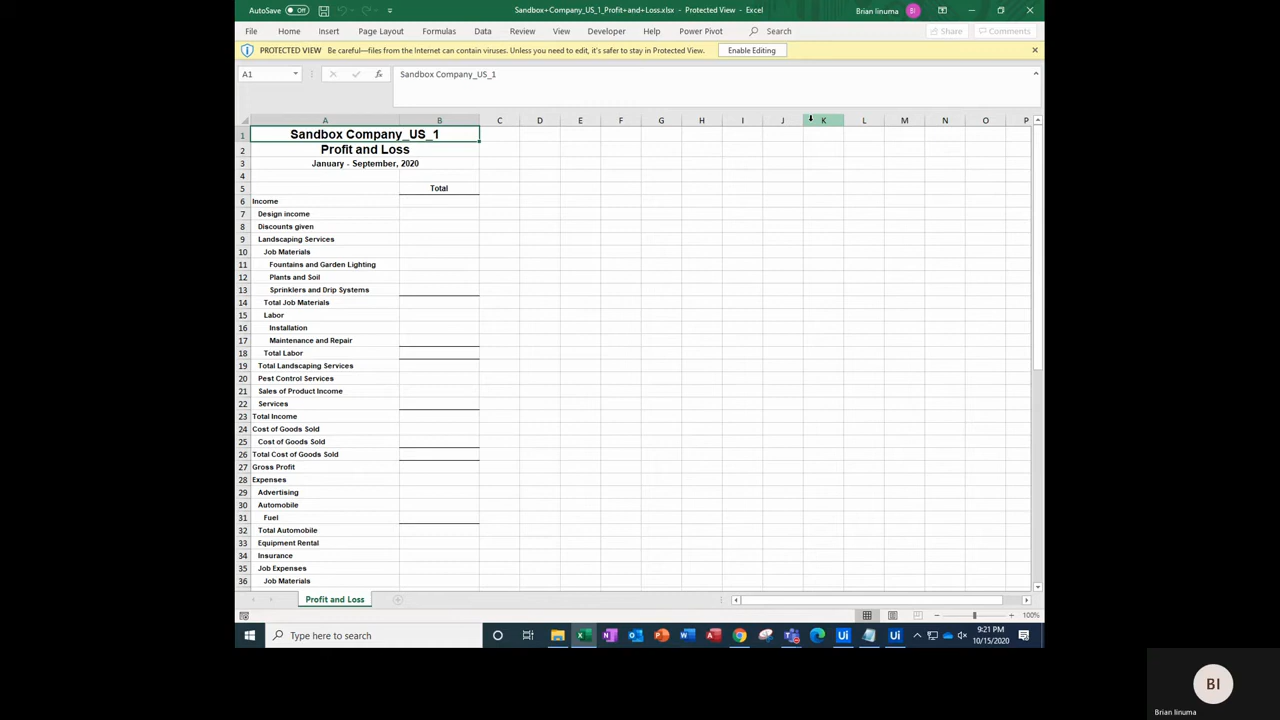 AutoSave Off Sandbox+Company_US_1_Profit+and+Loss.xlsx - Protected View - Excel Brian Iinuma BI
File Home Insert Page Layout Formulas Data Review View Developer Help Power Pivot Search Share Comments
PROTECTED VIEW Be careful—files from the Internet can contain viruses. Unless you need to edit, it's safer to stay in Protected View. Enable Editing
A1 fx Sandbox Company_US_1
A B C D E F G H I J K L M N O P
1 Sandbox Company_US_1
2 Profit and Loss
3 January - September, 2020
4
5 Total
6 Income
7 Design income
8 Discounts given
9 Landscaping Services
10 Job Materials
11 Fountains and Garden Lighting
12 Plants and Soil
13 Sprinklers and Drip Systems
14 Total Job Materials
15 Labor
16 Installation
17 Maintenance and Repair
18 Total Labor
19 Total Landscaping Services
20 Pest Control Services
21 Sales of Product Income
22 Services
23 Total Income
24 Cost of Goods Sold
25 Cost of Goods Sold
26 Total Cost of Goods Sold
27 Gross Profit
28 Expenses
29 Advertising
30 Automobile
31 Fuel
32 Total Automobile
33 Equipment Rental
34 Insurance
35 Job Expenses
36 Job Materials
Profit and Loss
100%
Type here to search
Ui Ui
9:21 PM
10/15/2020
BI
Brian Iinuma